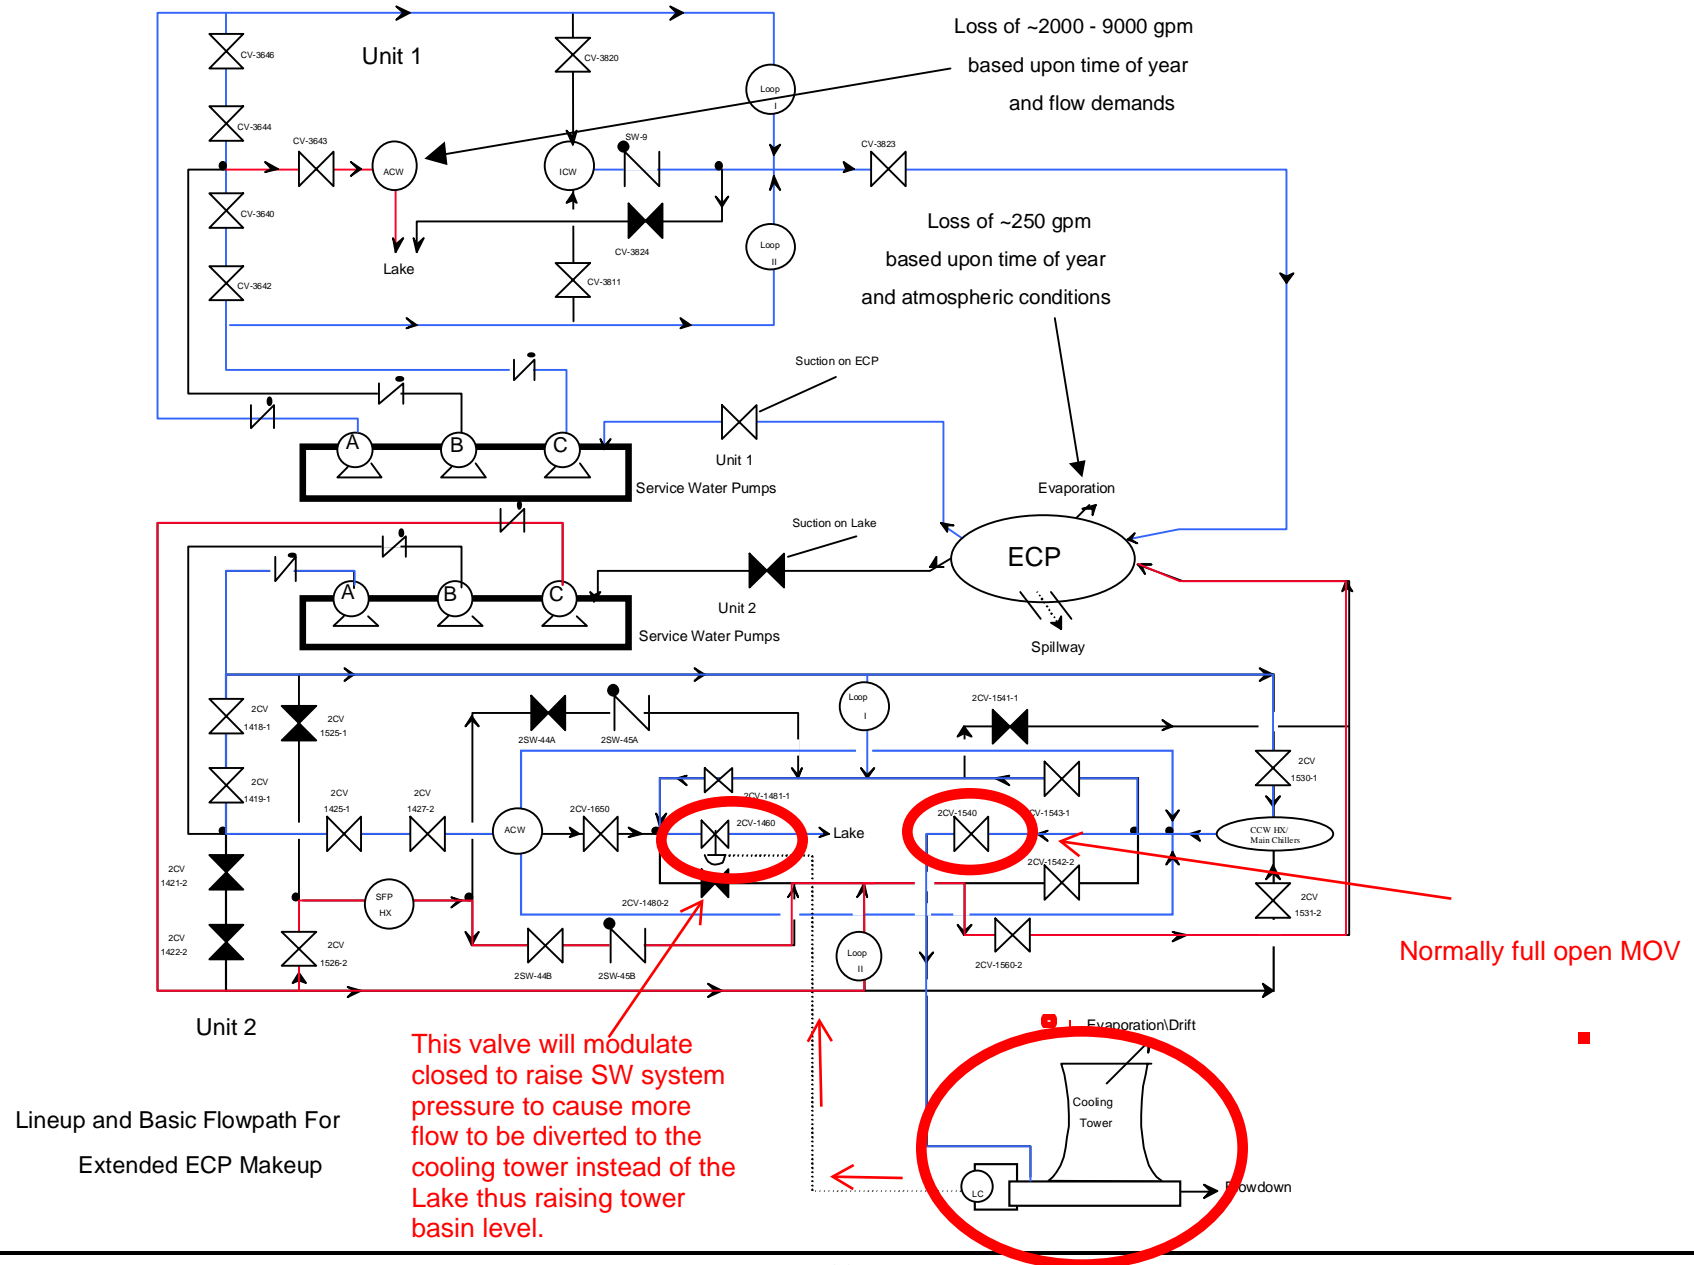 Loss of ~2000 - 9000 gpm
based upon time of year
and flow demands
Unit 1
CV-3646
CV-3820
Loop
I
CV-3644
CV-3643
SW-9
CV-3823
ACW
ICW
CV-3640
Loss of ~250 gpm
based upon time of year
and atmospheric conditions
CV-3824
Loop
II
Lake
CV-3642
CV-3811
Suction on ECP
A
B
C
Unit 1
Service Water Pumps
Evaporation
Suction on Lake
ECP
A
B
C
Unit 2
Service Water Pumps
Spillway
2CV
1418-1
2CV
1525-1
2SW-44A
2SW-45A
Loop
I
2CV-1541-1
2CV
1530-1
2CV
1419-1
2CV
1425-1
2CV
1427-2
2CV-1650
2CV-1481-1
2CV-1460
2CV-1540
2CV-1543-1
ACW
Lake
CCW HX/
Main Chillers
2CV
1421-2
2CV-1542-2
SFP
HX
2CV-1480-2
2CV
1531-2
2CV
1422-2
2CV
1526-2
2SW-44B
2SW-45B
Loop
II
2CV-1560-2
Normally full open MOV
Unit 2
This valve will modulate
closed to raise SW system
pressure to cause more
flow to be diverted to the
cooling tower instead of the
Lake thus raising tower
basin level.
Evaporation\Drift
Cooling
Tower
LC
Blowdown
Lineup and Basic Flowpath For
Extended ECP Makeup